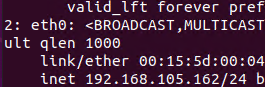 valid_lft forever pref
2: eth0: <BROADCAST,MULTICAST
ult qlen 1000
link/ether 00:15:5d:00:04
inet 192.168.105.162/24 b